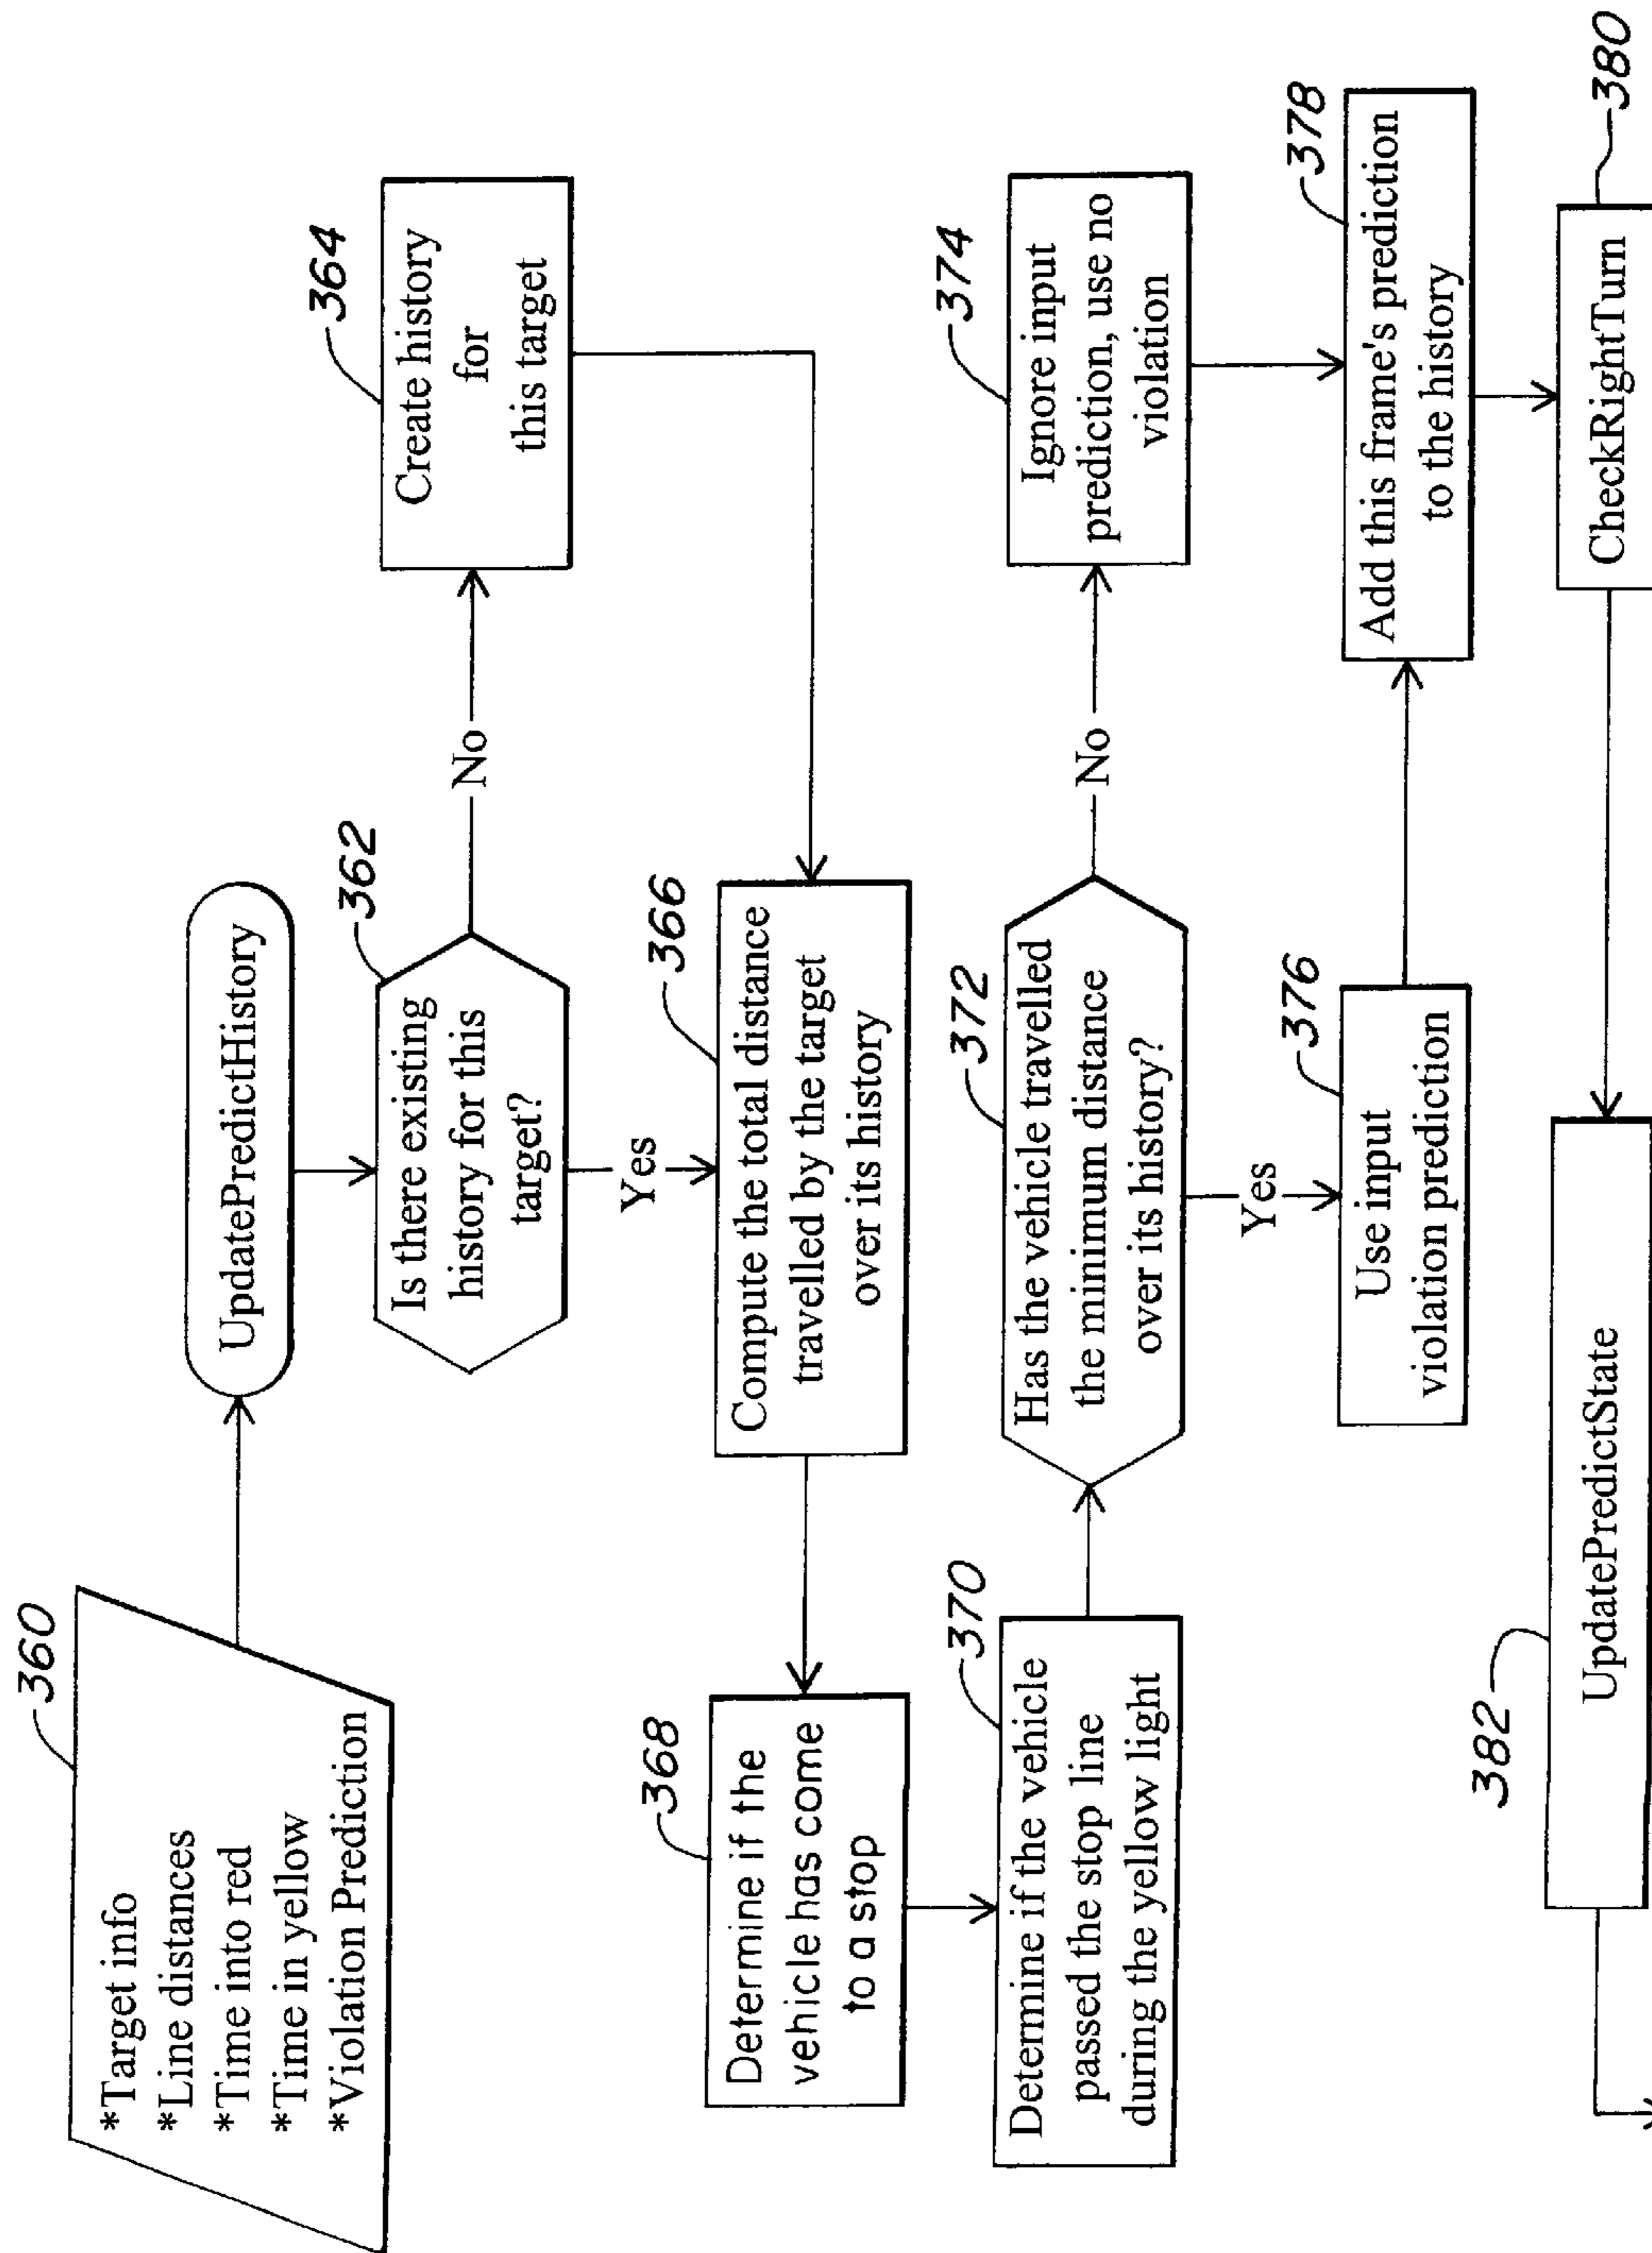 360
*Target info
*Line distances
*Time into red
*Time in yellow
*Violation Prediction
UpdatePredictHistory
362
Is there existing
history for this
target?
No
Yes
364
Create history
for
this target
366
Compute the total distance
travelled by the target
over its history
368
Determine if the
vehicle has come
to a stop
370
Determine if the vehicle
passed the stop line
during the yellow light
372
Has the vehicle travelled
the minimum distance
over its history?
No
Yes
374
Ignore input
prediction, use no
violation
376
Use input
violation prediction
378
Add this frame's prediction
to the history
380
CheckRightTurn
382
UpdatePredictState